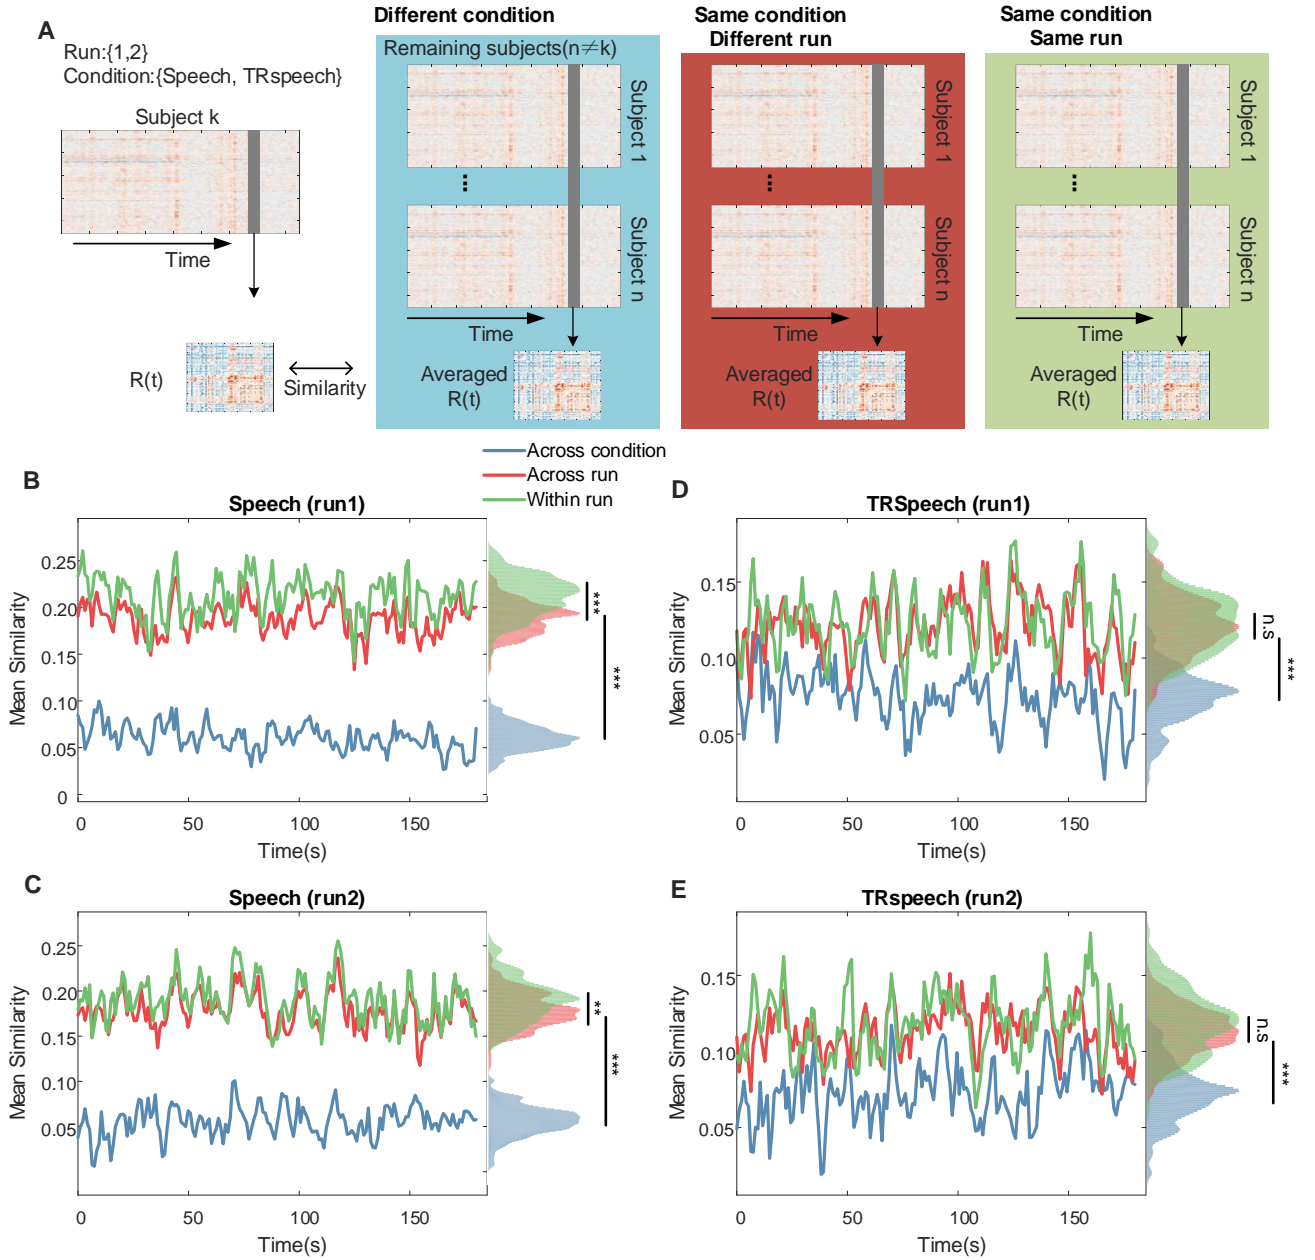 A
Run:{1,2}
Condition:{Speech, TRspeech}
Subject k
Time
R(t)
Similarity
Different condition
Remaining subjects(n≠k)
Subject 1
...
Subject n
Time
Averaged
R(t)
Same condition
Different run
Subject 1
...
Subject n
Time
Averaged
R(t)
Same condition
Same run
Subject 1
...
Subject n
Time
Averaged
R(t)
Across condition
Across run
Within run
B
Speech (run1)
Mean Similarity
0.25
0.20
0.15
0.10
0.05
0
0
50
100
150
Time(s)
***
***
C
Speech (run2)
Mean Similarity
0.25
0.20
0.15
0.10
0.05
0
50
100
150
Time(s)
**
***
D
TRSpeech (run1)
Mean Similarity
0.15
0.10
0.05
0
50
100
150
Time(s)
n.s
***
E
TRspeech (run2)
Mean Similarity
0.15
0.10
0.05
0
50
100
150
Time(s)
n.s
***